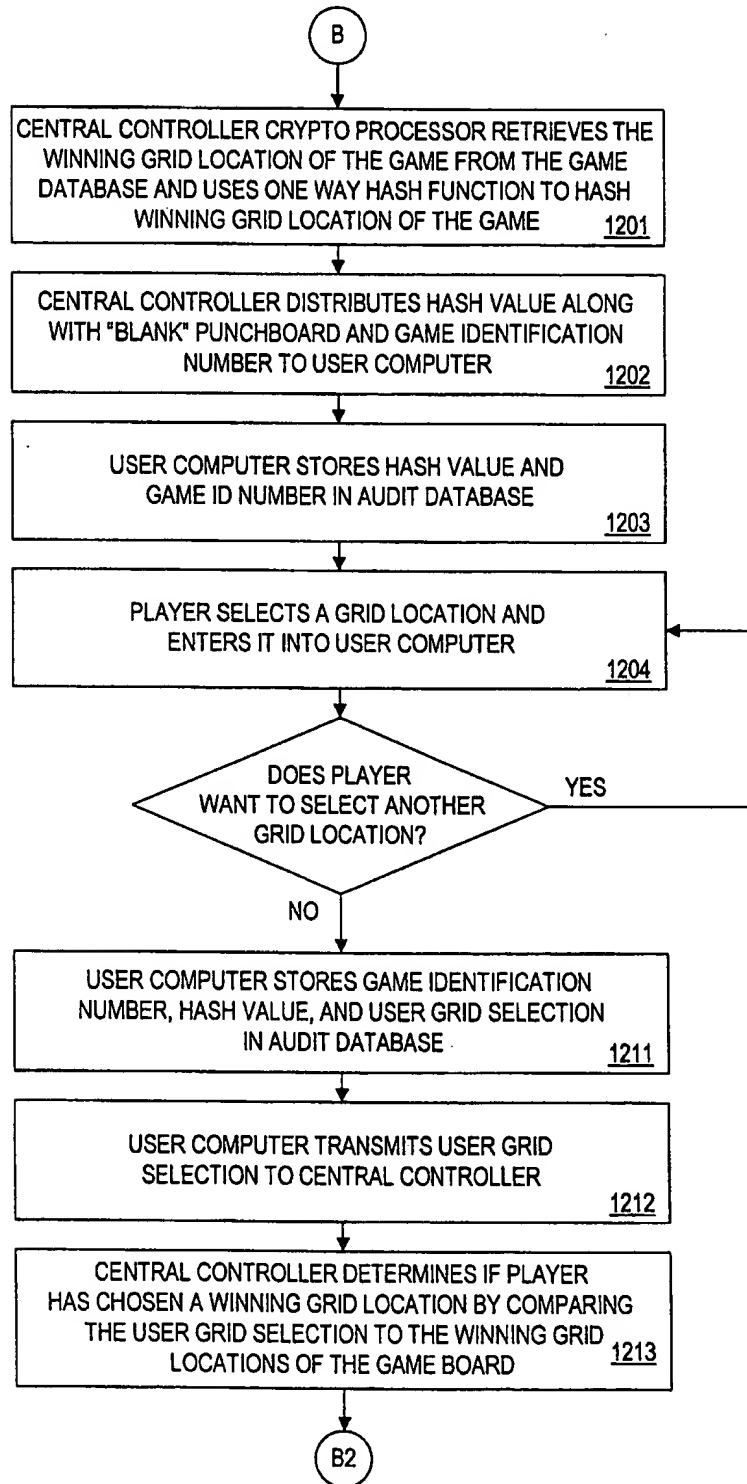 B
CENTRAL CONTROLLER CRYPTO PROCESSOR RETRIEVES THE
WINNING GRID LOCATION OF THE GAME FROM THE GAME
DATABASE AND USES ONE WAY HASH FUNCTION TO HASH
WINNING GRID LOCATION OF THE GAME
1201
CENTRAL CONTROLLER DISTRIBUTES HASH VALUE ALONG
WITH "BLANK" PUNCHBOARD AND GAME IDENTIFICATION
NUMBER TO USER COMPUTER
1202
USER COMPUTER STORES HASH VALUE AND
GAME ID NUMBER IN AUDIT DATABASE
1203
PLAYER SELECTS A GRID LOCATION AND
ENTERS IT INTO USER COMPUTER
1204
DOES PLAYER
WANT TO SELECT ANOTHER
GRID LOCATION?
YES
NO
USER COMPUTER STORES GAME IDENTIFICATION
NUMBER, HASH VALUE, AND USER GRID SELECTION
IN AUDIT DATABASE
1211
USER COMPUTER TRANSMITS USER GRID
SELECTION TO CENTRAL CONTROLLER
1212
CENTRAL CONTROLLER DETERMINES IF PLAYER
HAS CHOSEN A WINNING GRID LOCATION BY COMPARING
THE USER GRID SELECTION TO THE WINNING GRID
LOCATIONS OF THE GAME BOARD
1213
B2